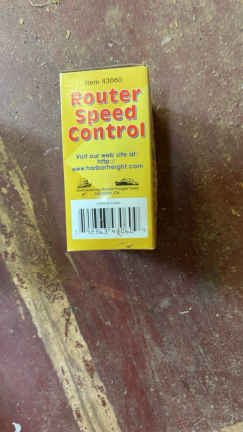 Item 43060
Router
Speed
Control
Visit our web site at:
http://
www.harborfreight.com